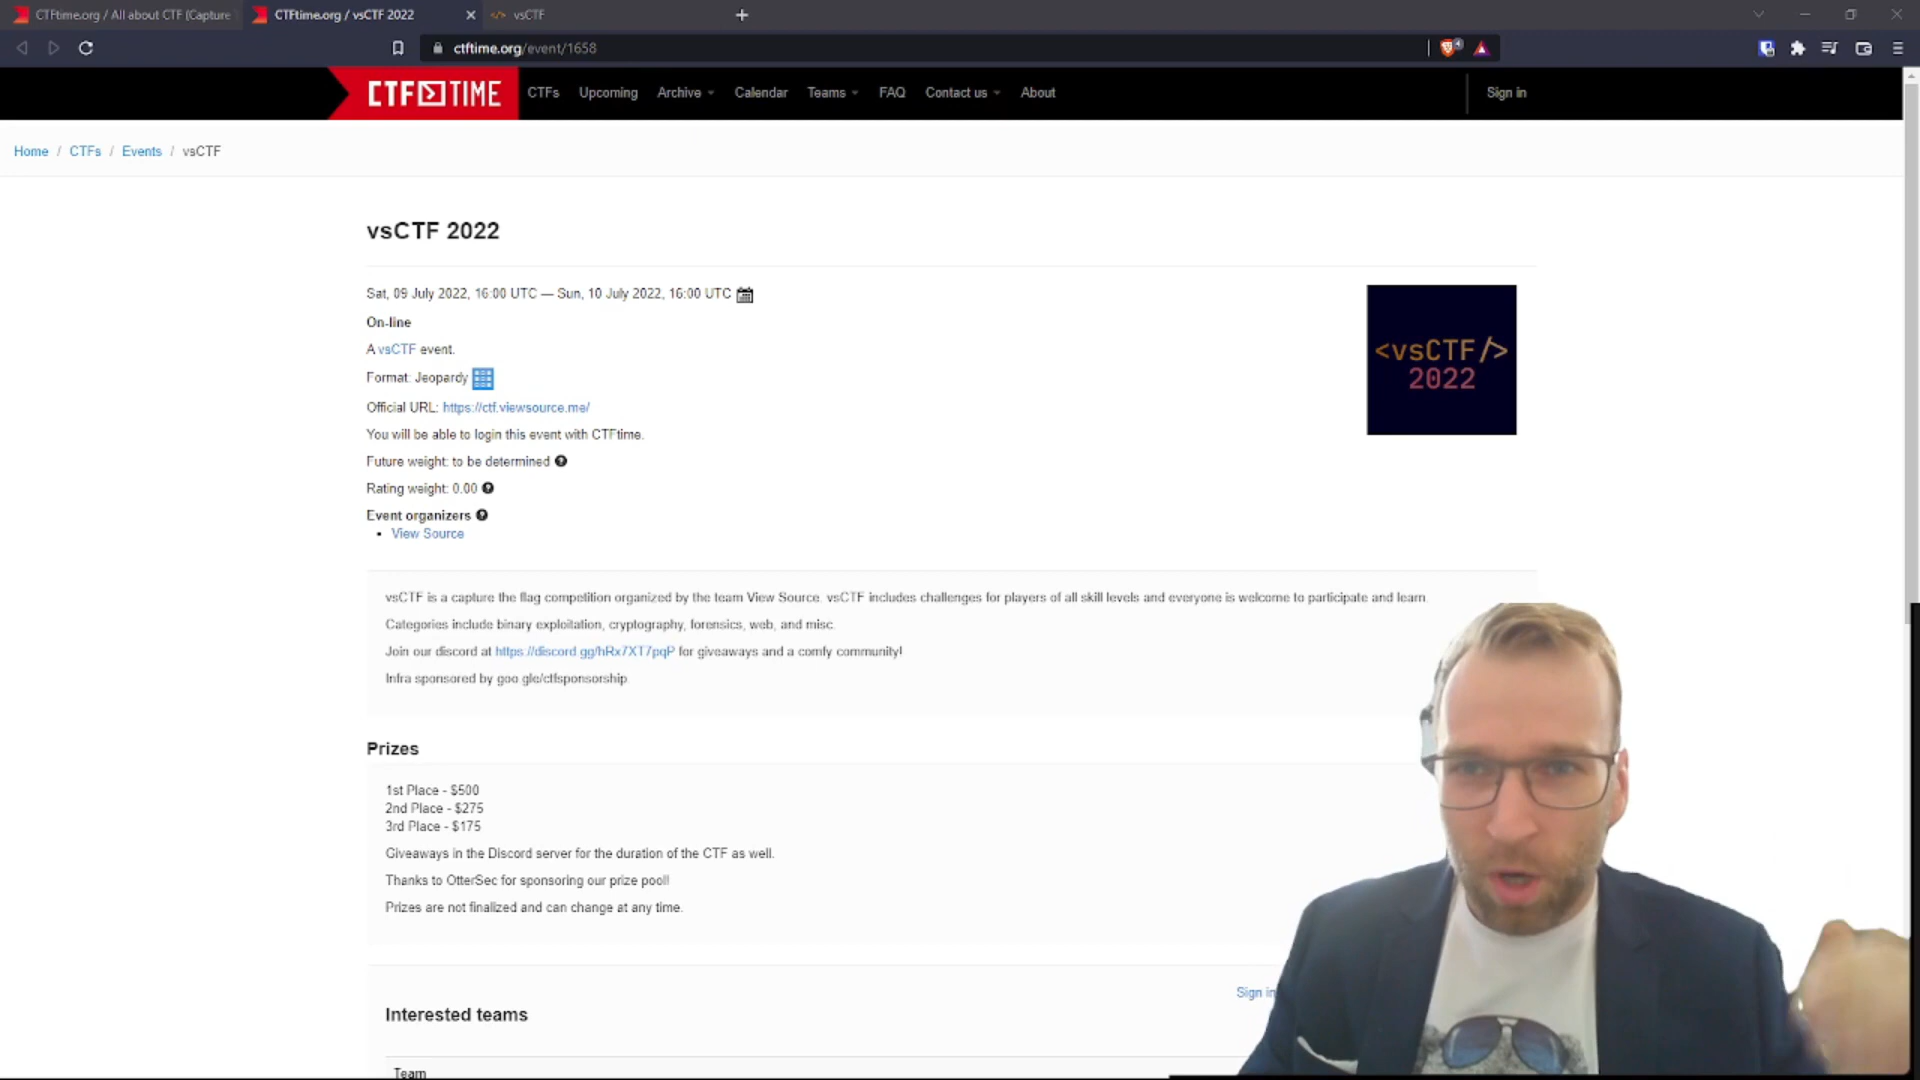 CTFtime.org / All about CTF (Capture
CTFtime.org / vsCTF 2022
vsCTF
ctftime.org/event/1658
CTF TIME
CTFs
Upcoming
Archive
Calendar
Teams
FAQ
Contact us
About
Sign in
Home / CTFs / Events / vsCTF
vsCTF 2022
Sat, 09 July 2022, 16:00 UTC — Sun, 10 July 2022, 16:00 UTC
On-line
A vsCTF event.
Format: Jeopardy
Official URL: https://ctf.viewsource.me/
You will be able to login this event with CTFtime.
Future weight: to be determined
Rating weight: 0.00
Event organizers
• View Source
<vsCTF/>
2022
vsCTF is a capture the flag competition organized by the team View Source. vsCTF includes challenges for players of all skill levels and everyone is welcome to participate and learn.
Categories include binary exploitation, cryptography, forensics, web, and misc.
Join our discord at https://discord.gg/hRx7XT7pqP for giveaways and a comfy community!
Infra sponsored by goo.gle/ctfsponsorship
Prizes
1st Place - $500
2nd Place - $275
3rd Place - $175
Giveaways in the Discord server for the duration of the CTF as well.
Thanks to OtterSec for sponsoring our prize pool!
Prizes are not finalized and can change at any time.
Sign in
Interested teams
Team